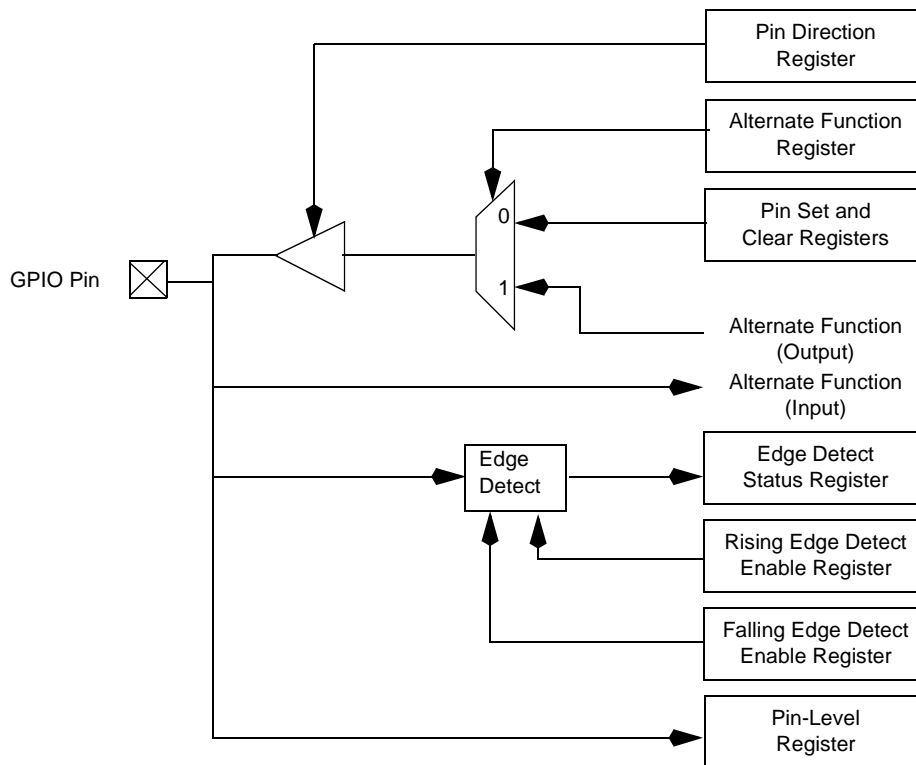 Pin Direction
Register
Alternate Function
Register
0
Pin Set and
Clear Registers
GPIO Pin
1
Alternate Function
(Output)
Alternate Function
(Input)
Edge
Detect
Edge Detect
Status Register
Rising Edge Detect
Enable Register
Falling Edge Detect
Enable Register
Pin-Level
Register